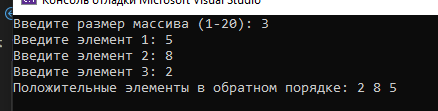 Консоль отладки Microsoft Visual Studio
Введите размер массива (1-20): 3
Введите элемент 1: 5
Введите элемент 2: 8
Введите элемент 3: 2
Положительные элементы в обратном порядке: 2 8 5